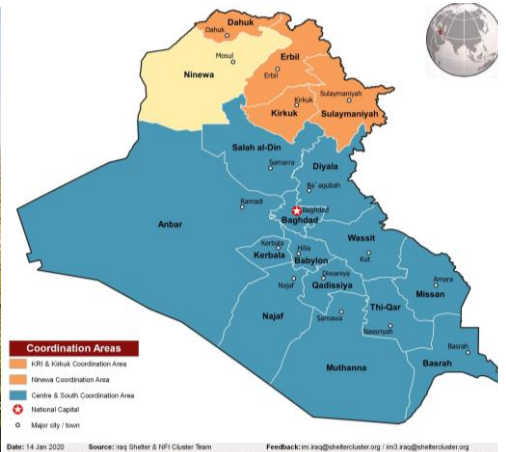 Dahuk
Dahuk
Mosul
Ninewa
Erbil
Erbil
Kirkuk
Kirkuk
Sulaymaniyah
Sulaymaniyah
Salah al-Din
Samarra
Diyala
Ba`aqubah
Ramadi
Anbar
Baghdad
Baghdad
Wassit
Kut
Kerbala
Kerbala
Hilla
Babylon
Najaf
Diwaniya
Qadissiya
Amara
Missan
Thi-Qar
Najaf
Samawa
Nassriyah
Basrah
Basrah
Muthanna
Coordination Areas
KRI & Kirkuk Coordination Area
Ninewa Coordination Area
Centre & South Coordination Area
National Capital
Major city / town
Date: 14 Jan 2020 Source: Iraq Shelter & NFI Cluster Team Feedback: im.iraq@sheltercluster.org / im3.iraq@sheltercluster.org